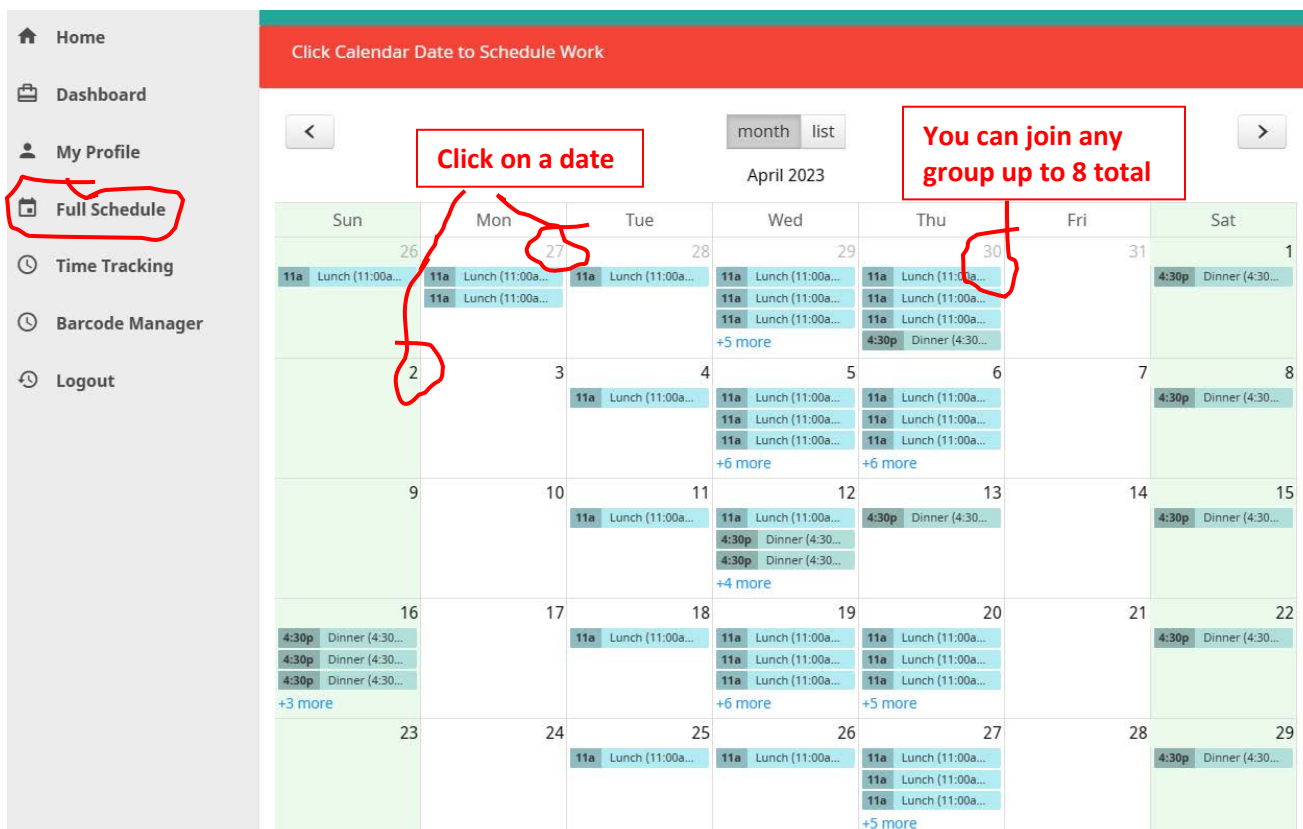 Home
Dashboard
My Profile
Full Schedule
Time Tracking
Barcode Manager
Logout
Click Calendar Date to Schedule Work
month list
April 2023
Click on a date
You can join any
group up to 8 total
Sun Mon Tue Wed Thu Fri Sat
26 27 28 29 30 31 1
11a Lunch (11:00a... 11a Lunch (11:00a... 11a Lunch (11:00a... 11a Lunch (11:00a... 11a Lunch (11:00a... 4:30p Dinner (4:30...
11a Lunch (11:00a... 11a Lunch (11:00a... 11a Lunch (11:00a...
11a Lunch (11:00a... 11a Lunch (11:00a...
+5 more 4:30p Dinner (4:30...
2 3 4 5 6 7 8
11a Lunch (11:00a... 11a Lunch (11:00a... 11a Lunch (11:00a... 4:30p Dinner (4:30...
11a Lunch (11:00a... 11a Lunch (11:00a...
11a Lunch (11:00a... 11a Lunch (11:00a...
+6 more +6 more
9 10 11 12 13 14 15
11a Lunch (11:00a... 11a Lunch (11:00a... 4:30p Dinner (4:30... 4:30p Dinner (4:30...
4:30p Dinner (4:30...
4:30p Dinner (4:30...
+4 more
16 17 18 19 20 21 22
4:30p Dinner (4:30... 11a Lunch (11:00a... 11a Lunch (11:00a... 11a Lunch (11:00a... 4:30p Dinner (4:30...
4:30p Dinner (4:30... 11a Lunch (11:00a... 11a Lunch (11:00a...
4:30p Dinner (4:30... 11a Lunch (11:00a... 11a Lunch (11:00a...
+3 more +6 more +5 more
23 24 25 26 27 28 29
11a Lunch (11:00a... 11a Lunch (11:00a... 11a Lunch (11:00a... 4:30p Dinner (4:30...
11a Lunch (11:00a...
11a Lunch (11:00a...
+5 more